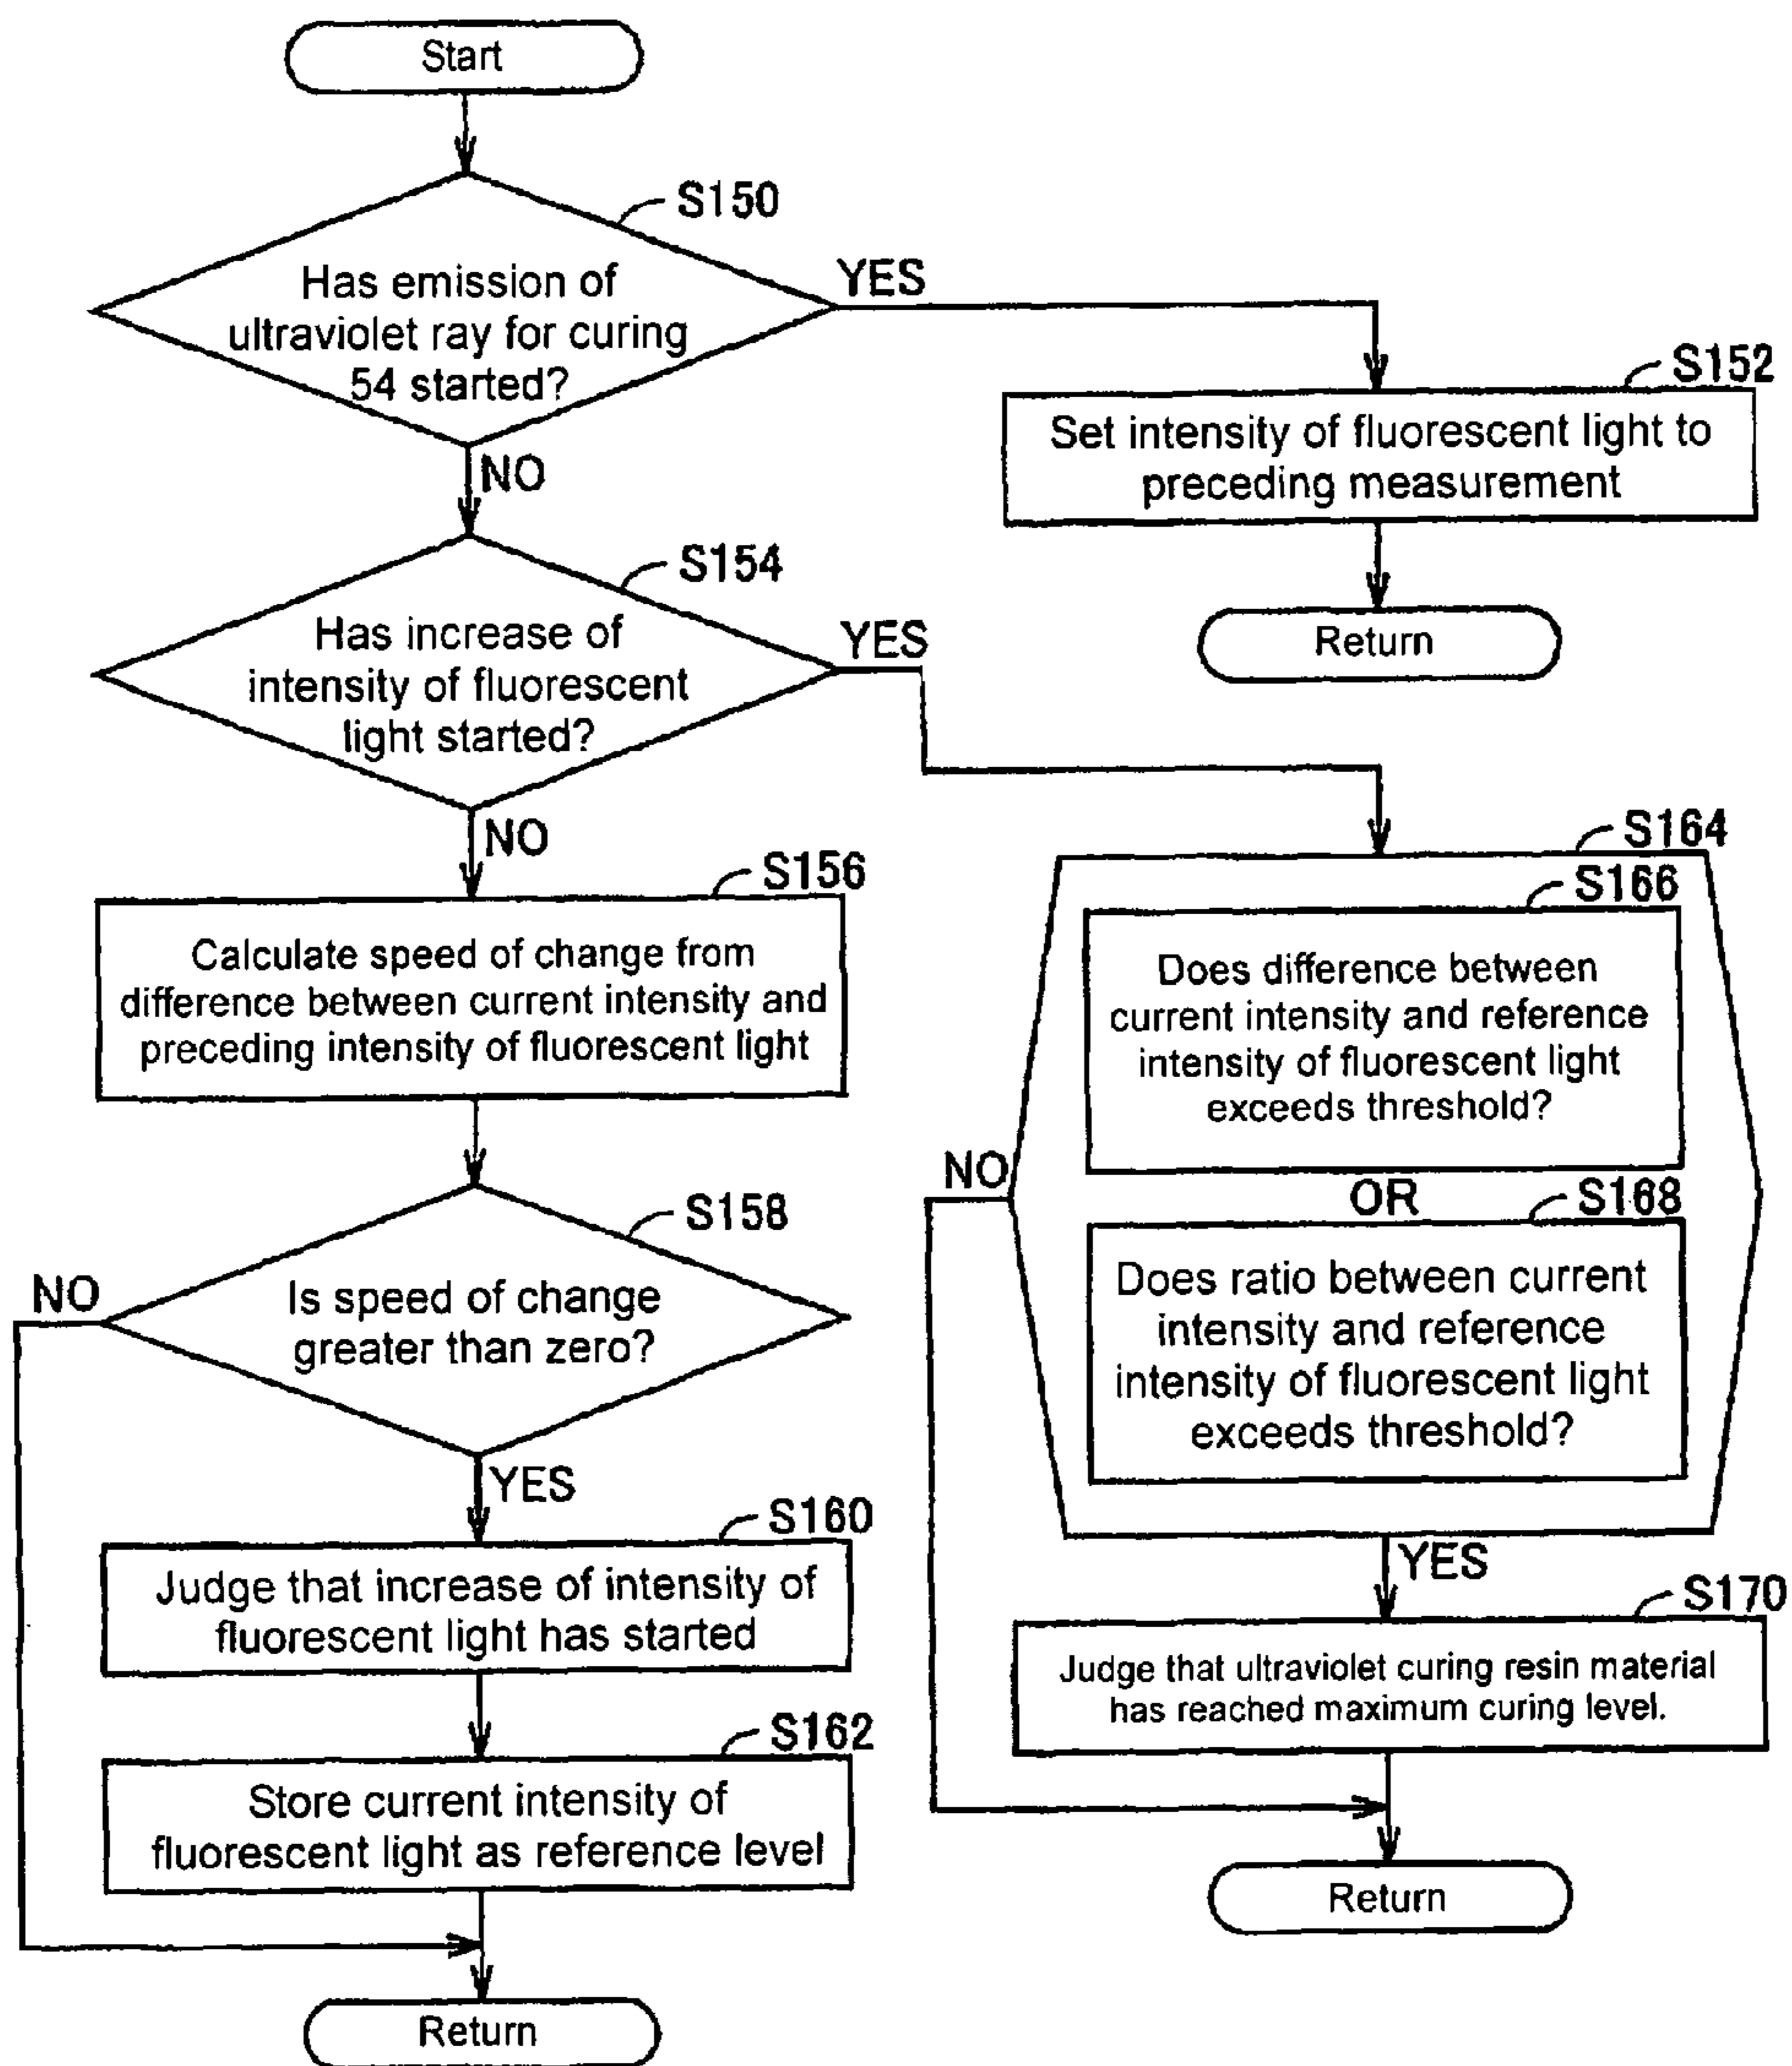 Start
S150
Has emission of
ultraviolet ray for curing
54 started?
YES
NO
S152
Set intensity of fluorescent light to
preceding measurement
Return
S154
Has increase of
intensity of fluorescent
light started?
YES
NO
S156
Calculate speed of change from
difference between current intensity and
preceding intensity of fluorescent light
S158
Is speed of change
greater than zero?
NO
YES
S160
Judge that increase of intensity of
fluorescent light has started
S162
Store current intensity of
fluorescent light as reference level
Return
S164
S166
Does difference between
current intensity and reference
intensity of fluorescent light
exceeds threshold?
OR
S168
Does ratio between current
intensity and reference
intensity of fluorescent light
exceeds threshold?
NO
YES
S170
Judge that ultraviolet curing resin material
has reached maximum curing level.
Return